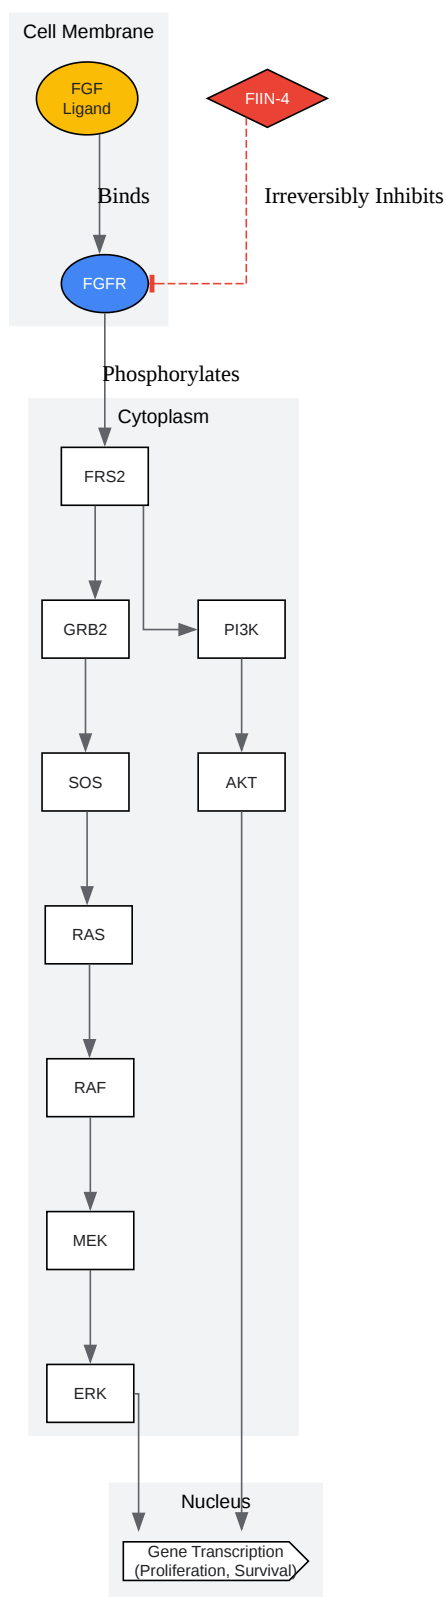 Cell Membrane
FGF
Ligand
FIIN-4
Binds
Irreversibly Inhibits
FGFR
Phosphorylates
Cytoplasm
FRS2
GRB2
PI3K
SOS
AKT
RAS
RAF
MEK
ERK
Nucleus
Gene Transcription
(Proliferation, Survival)